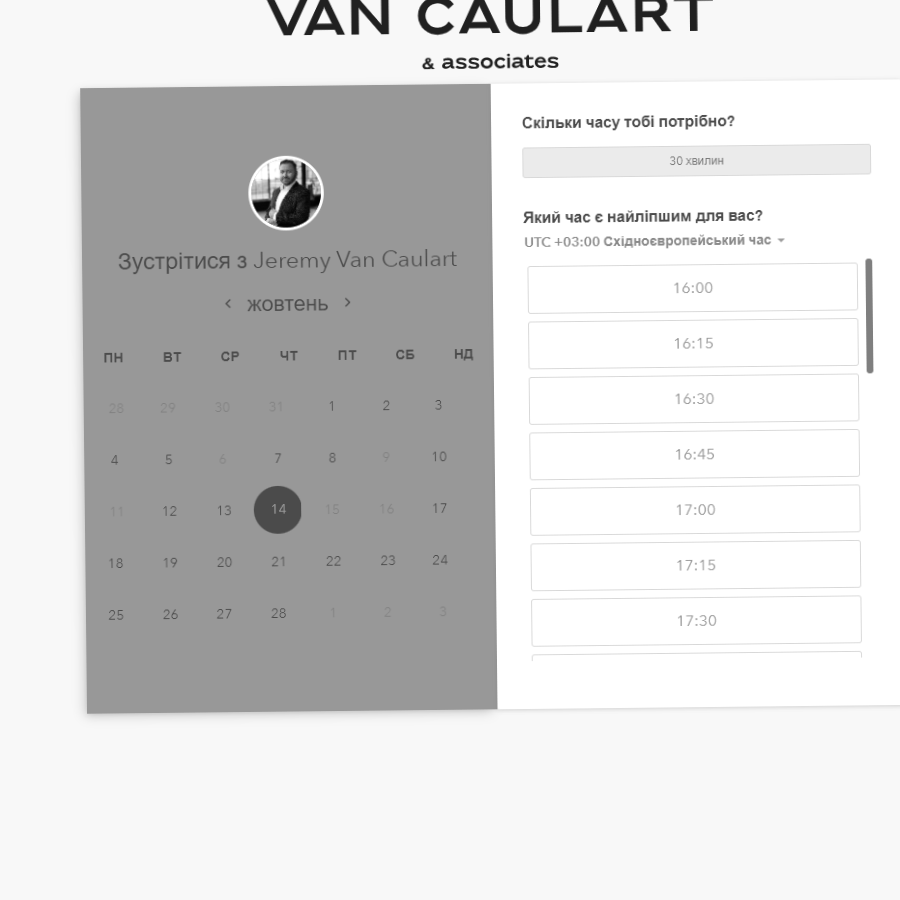 VAN CAULART
& associates
Зустрітися з Jeremy Van Caulart
жовтень
ПН ВТ СР ЧТ ПТ СБ НД
28 29 30 31 1 2 3
4 5 6 7 8 9 10
11 12 13 14 15 16 17
18 19 20 21 22 23 24
25 26 27 28 1 2 3
Скільки часу тобі потрібно?
30 хвилин
Який час є найліпшим для вас?
UTC +03:00 Східноєвропейський час
16:00
16:15
16:30
16:45
17:00
17:15
17:30